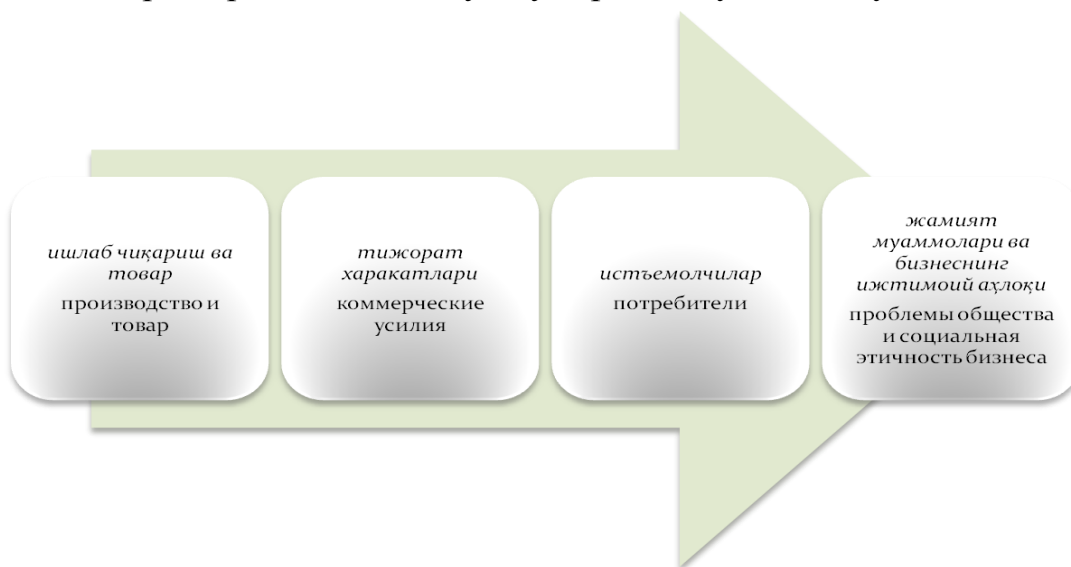 ишлаб чиқариш ва
товар
производство и
товар
тижорат
харакатлари
коммерческие
усилия
истъемолчилар
потребители
жамият
муаммолари ва
бизнеснинг
ижтимоий аҳлоқи
проблемы общества
и социальная
этичность бизнеса